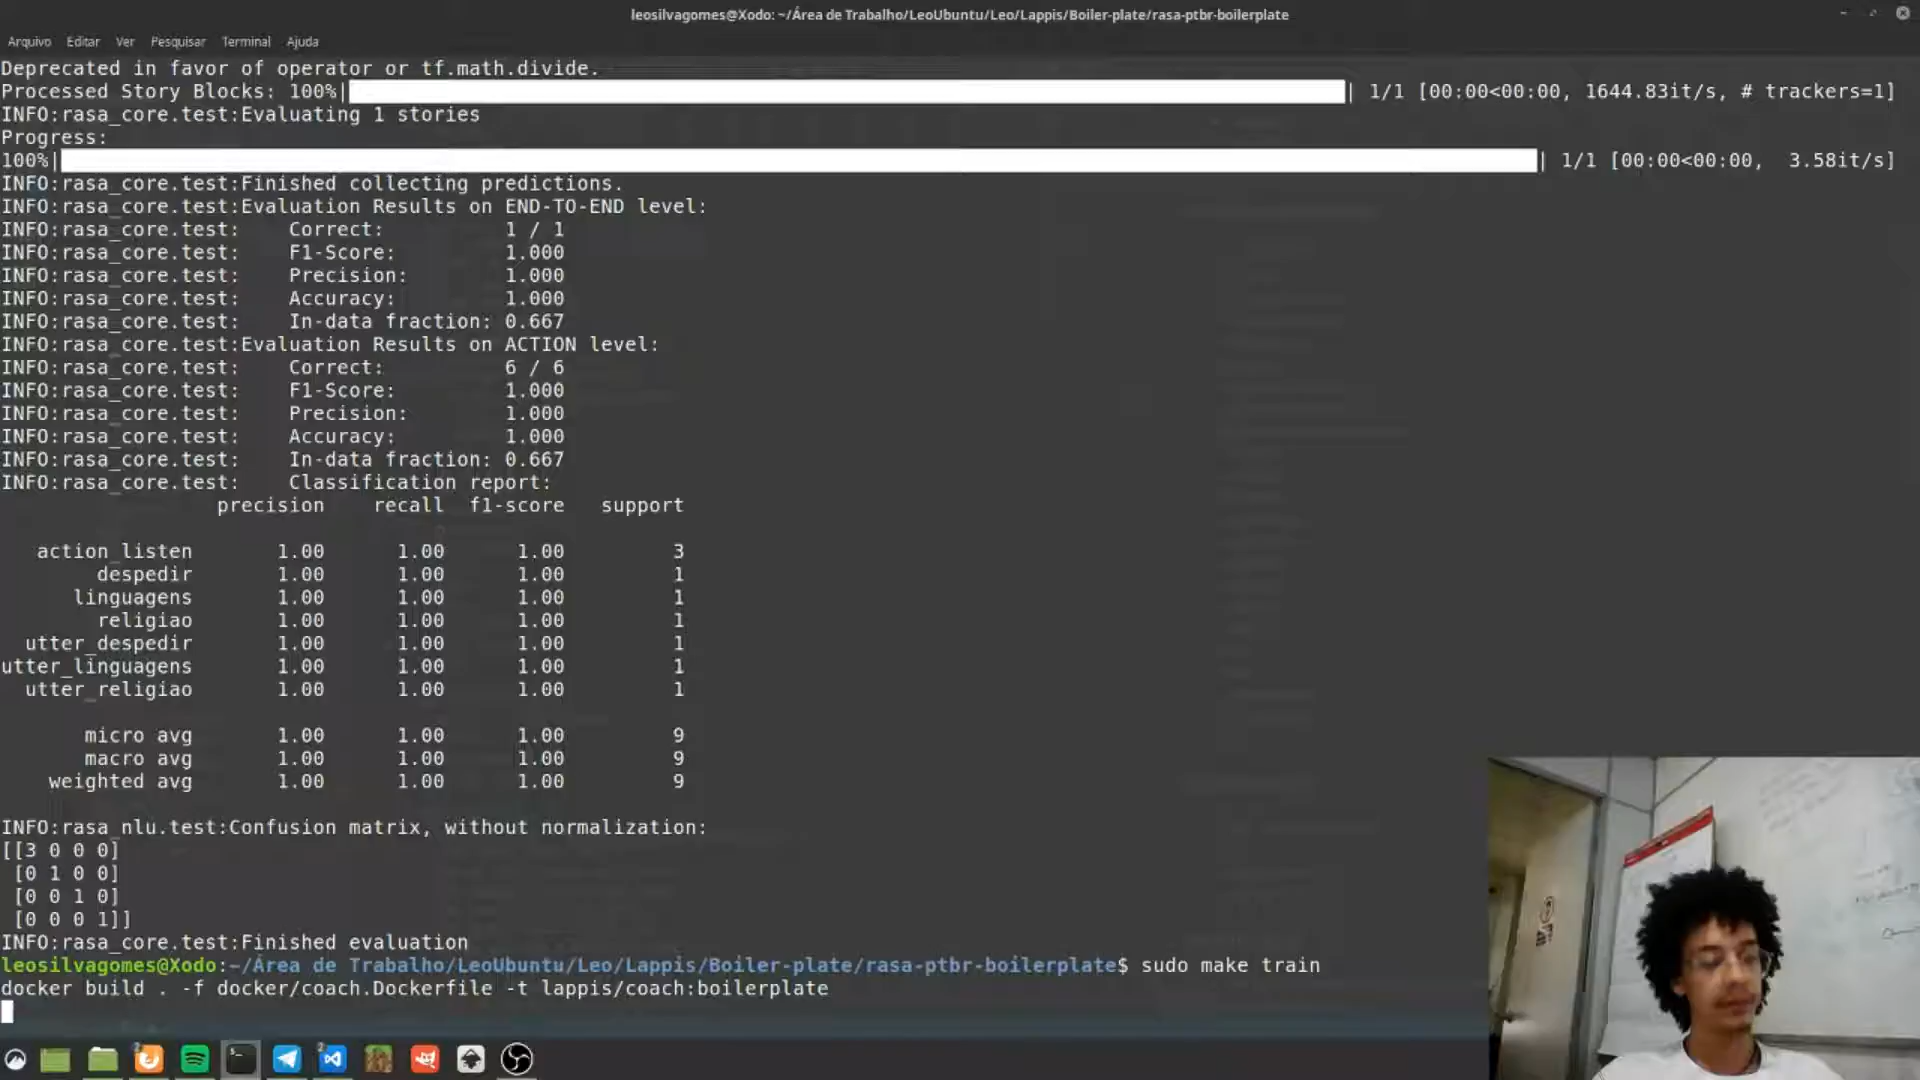 leosilvagomes@Xodo: ~/Área de Trabalho/LeoUbuntu/Leo/Lappis/Boiler-plate/rasa-ptbr-boilerplate
Arquivo Editar Ver Pesquisar Terminal Ajuda
Deprecated in favor of operator or tf.math.divide.
Processed Story Blocks: 100%| | 1/1 [00:00<00:00, 1644.83it/s, # trackers=1]
INFO:rasa_core.test:Evaluating 1 stories
Progress:
100%| | 1/1 [00:00<00:00, 3.58it/s]
INFO:rasa_core.test:Finished collecting predictions.
INFO:rasa_core.test:Evaluation Results on END-TO-END level:
INFO:rasa_core.test: Correct: 1 / 1
INFO:rasa_core.test: F1-Score: 1.000
INFO:rasa_core.test: Precision: 1.000
INFO:rasa_core.test: Accuracy: 1.000
INFO:rasa_core.test: In-data fraction: 0.667
INFO:rasa_core.test:Evaluation Results on ACTION level:
INFO:rasa_core.test: Correct: 6 / 6
INFO:rasa_core.test: F1-Score: 1.000
INFO:rasa_core.test: Precision: 1.000
INFO:rasa_core.test: Accuracy: 1.000
INFO:rasa_core.test: In-data fraction: 0.667
INFO:rasa_core.test: Classification report:
precision recall f1-score support
action_listen 1.00 1.00 1.00 3
despedir 1.00 1.00 1.00 1
linguagens 1.00 1.00 1.00 1
religiao 1.00 1.00 1.00 1
utter_despedir 1.00 1.00 1.00 1
utter_linguagens 1.00 1.00 1.00 1
utter_religiao 1.00 1.00 1.00 1
micro avg 1.00 1.00 1.00 9
macro avg 1.00 1.00 1.00 9
weighted avg 1.00 1.00 1.00 9
INFO:rasa_nlu.test:Confusion matrix, without normalization:
[[3 0 0 0]
[0 1 0 0]
[0 0 1 0]
[0 0 0 1]]
INFO:rasa_core.test:Finished evaluation
leosilvagomes@Xodo:~/Área de Trabalho/LeoUbuntu/Leo/Lappis/Boiler-plate/rasa-ptbr-boilerplate$ sudo make train
docker build . -f docker/coach.Dockerfile -t lappis/coach:boilerplate